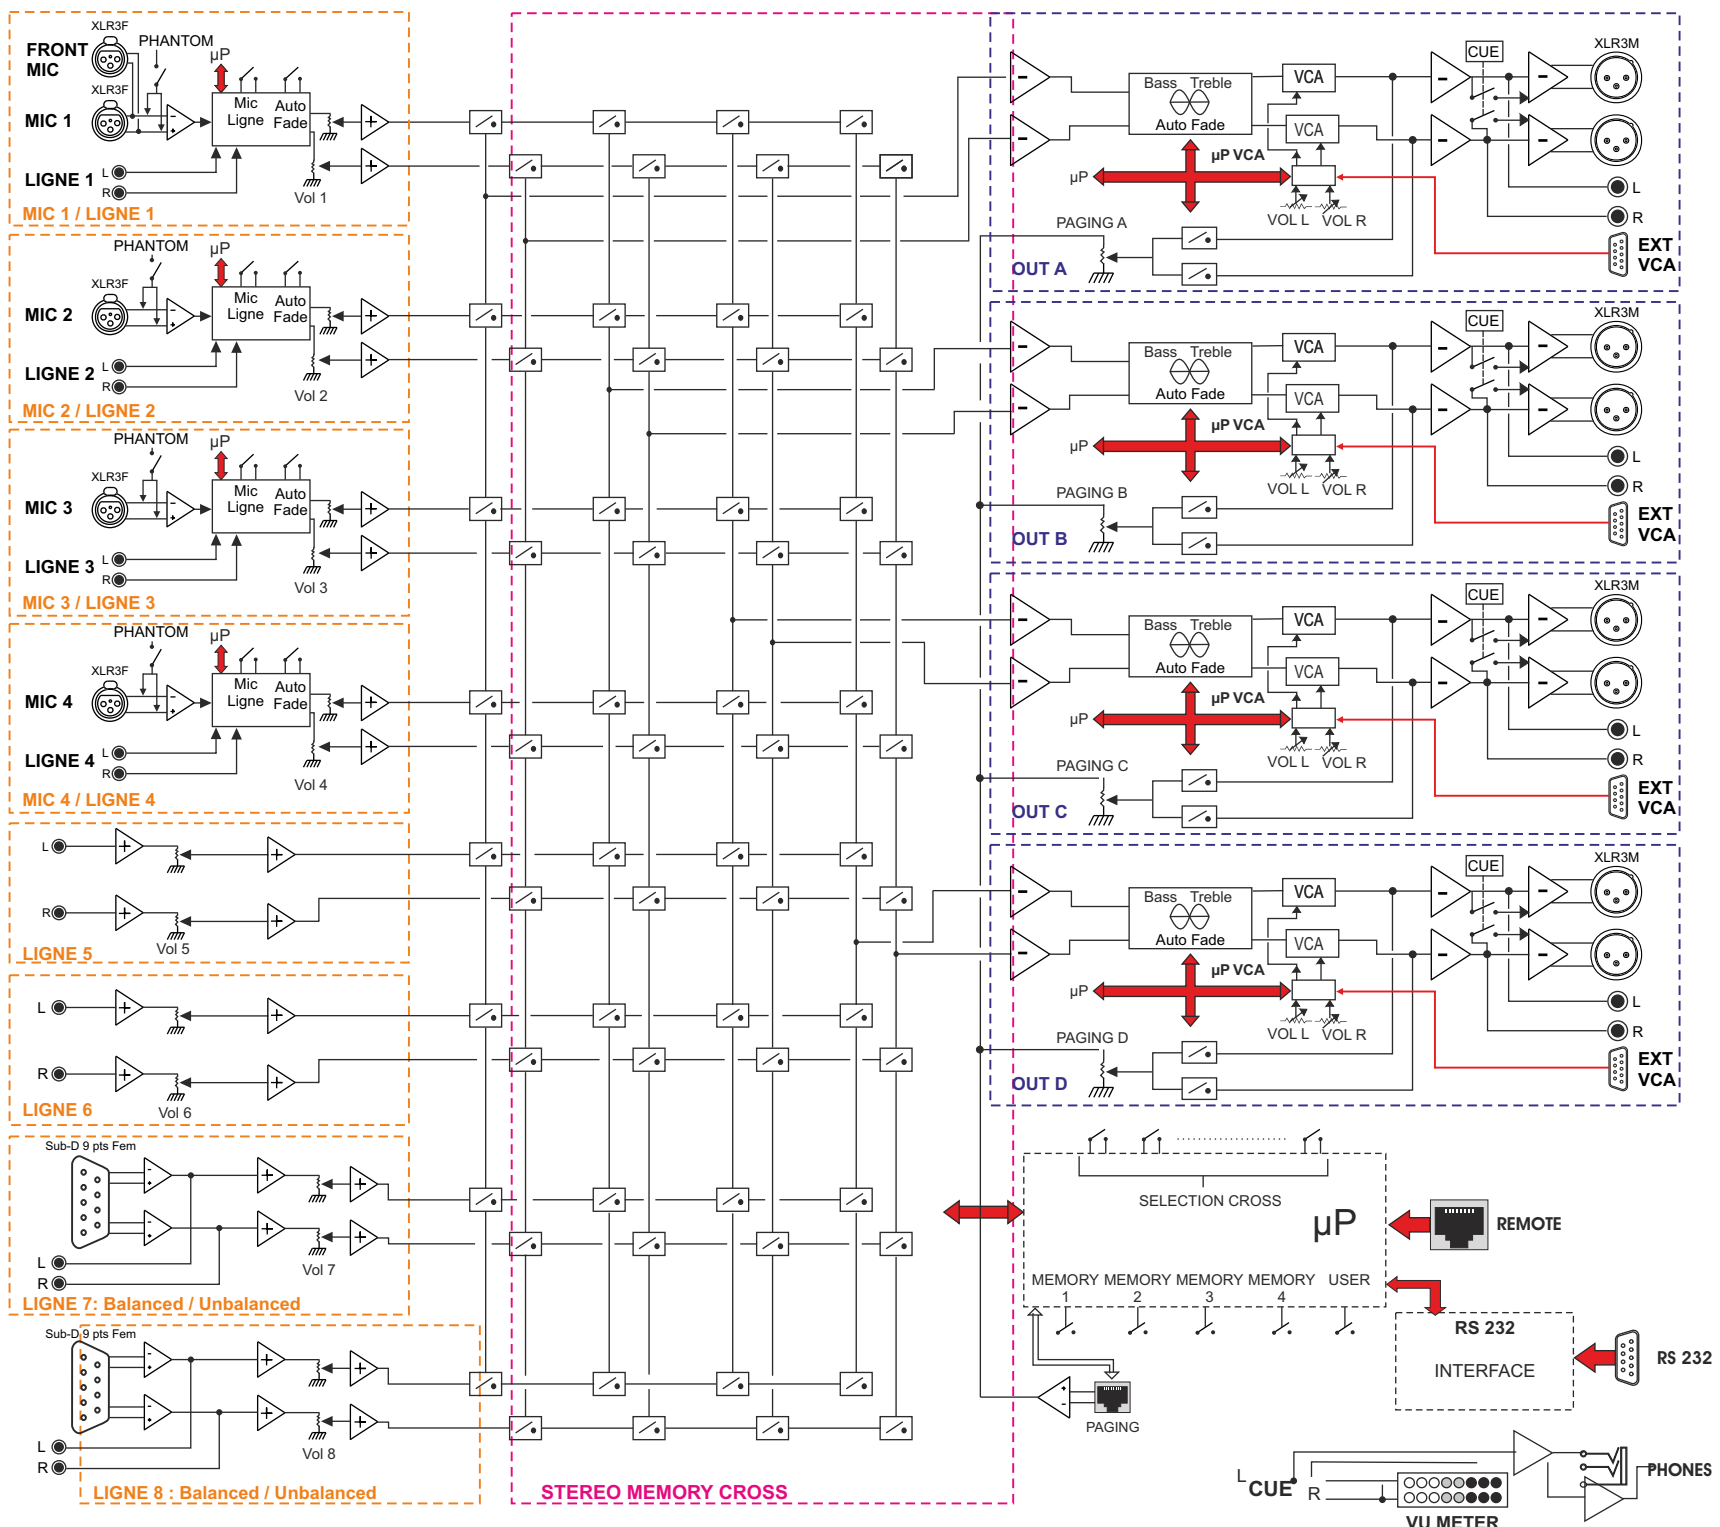 XLR3F
PHANTOM
FRONT
MIC
µP
XLR3F
MIC 1
Mic
Ligne
Auto
Fade
LIGNE 1
L
R
Vol 1
MIC 1 / LIGNE 1
PHANTOM
µP
XLR3F
MIC 2
Mic
Ligne
Auto
Fade
LIGNE 2
L
R
Vol 2
MIC 2 / LIGNE 2
PHANTOM
µP
XLR3F
MIC 3
Mic
Ligne
Auto
Fade
LIGNE 3
L
R
Vol 3
MIC 3 / LIGNE 3
PHANTOM
µP
XLR3F
MIC 4
Mic
Ligne
Auto
Fade
LIGNE 4
L
R
Vol 4
MIC 4 / LIGNE 4
L
R
Vol 5
LIGNE 5
L
R
Vol 6
LIGNE 6
Sub-D 9 pts Fem
L
R
Vol 7
LIGNE 7: Balanced / Unbalanced
Sub-D 9 pts Fem
L
R
Vol 8
LIGNE 8 : Balanced / Unbalanced
STEREO MEMORY CROSS
CUE
XLR3M
Bass Treble
Auto Fade
VCA
VCA
µP VCA
µP
VOL L
VOL R
L
R
PAGING A
OUT A
EXT
VCA
CUE
XLR3M
Bass Treble
Auto Fade
VCA
VCA
µP VCA
µP
VOL L
VOL R
L
R
PAGING B
OUT B
EXT
VCA
CUE
XLR3M
Bass Treble
Auto Fade
VCA
VCA
µP VCA
µP
VOL L
VOL R
L
R
PAGING C
OUT C
EXT
VCA
CUE
XLR3M
Bass Treble
Auto Fade
VCA
VCA
µP VCA
µP
VOL L
VOL R
L
R
PAGING D
OUT D
EXT
VCA
SELECTION CROSS
µP
REMOTE
MEMORY
1
MEMORY
2
MEMORY
3
MEMORY
4
USER
RS 232
INTERFACE
RS 232
PAGING
L
CUE
R
PHONES
VU METER